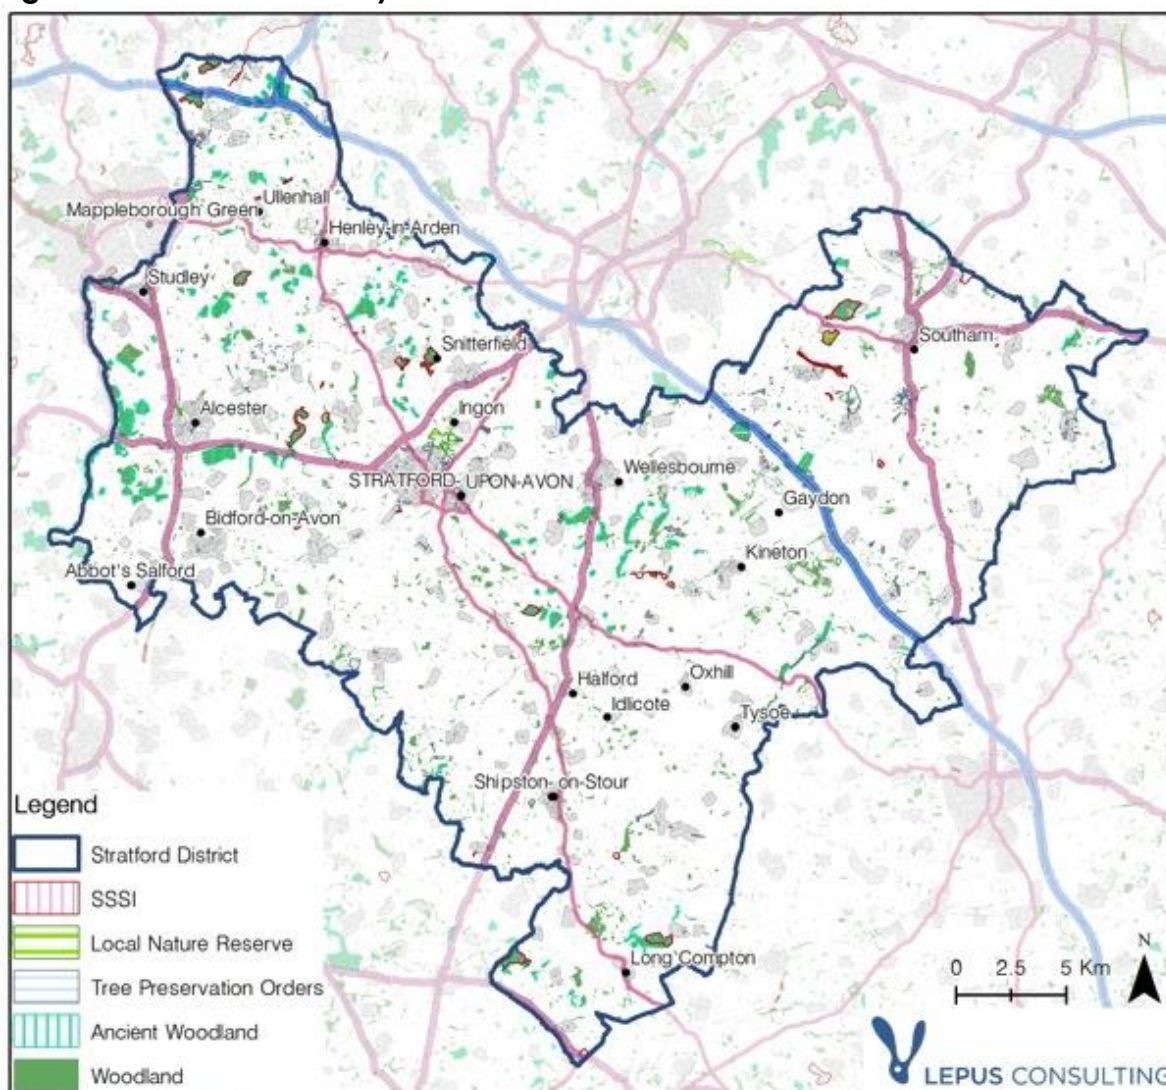 Ullenhall
Mappleborough Green
Henley-in-Arden
Studley
Snitterfield
Alcester
Ingon
STRATFORD-UPON-AVON
Wellesbourne
Southam
Gaydon
Bidford-on-Avon
Kineton
Abbot's Salford
Halford
Oxhill
Idlicote
Tysoe
Shipston-on-Stour
Long Compton
Legend
Stratford District
SSSI
Local Nature Reserve
Tree Preservation Orders
Ancient Woodland
Woodland
N
0 2.5 5 Km
LEPUS CONSULTING